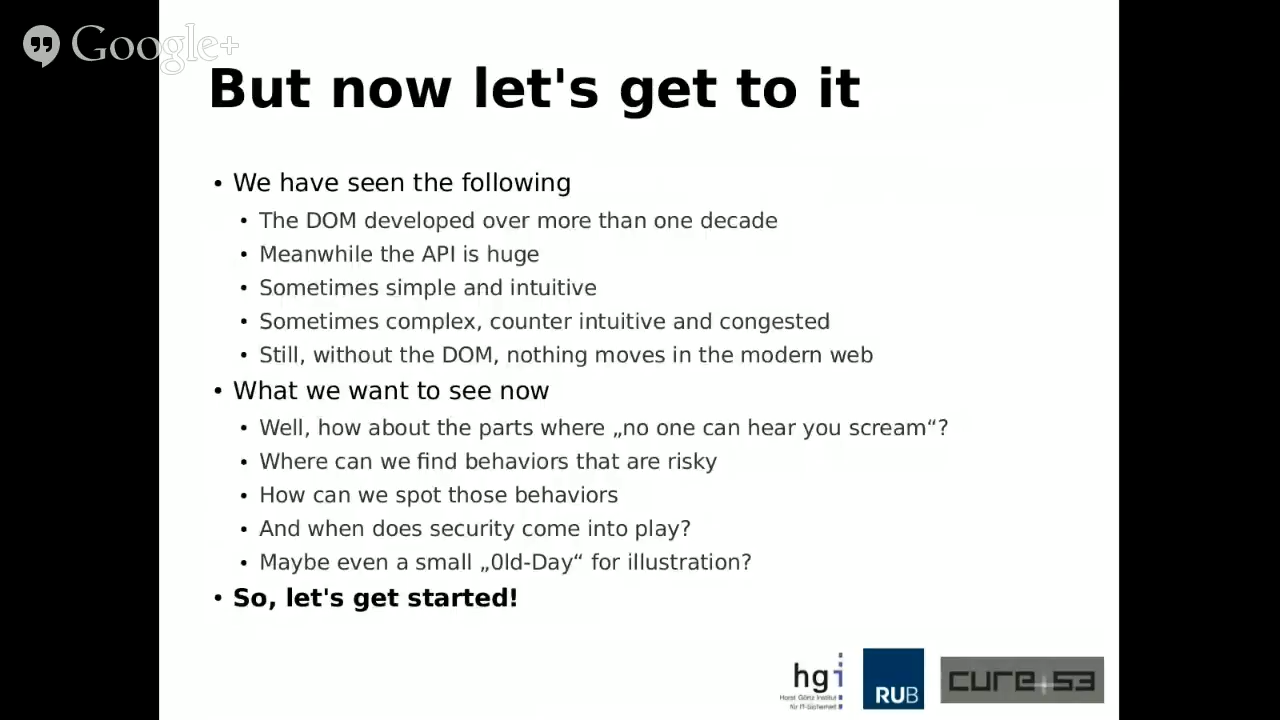 Google+
But now let's get to it
• We have seen the following
• The DOM developed over more than one decade
• Meanwhile the API is huge
• Sometimes simple and intuitive
• Sometimes complex, counter intuitive and congested
• Still, without the DOM, nothing moves in the modern web
• What we want to see now
• Well, how about the parts where „no one can hear you scream“?
• Where can we find behaviors that are risky
• How can we spot those behaviors
• And when does security come into play?
• Maybe even a small „0ld-Day“ for illustration?
• So, let's get started!
hgi
Horst Görtz Institut
für IT-Sicherheit
RUB
cure+53